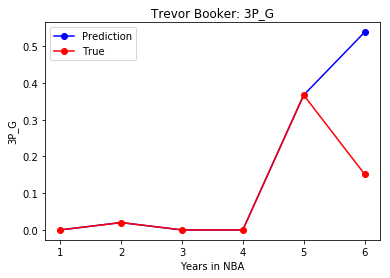 Trevor Booker: 3P_G
Prediction
True
3P_G
0.5
0.4
0.3
0.2
0.1
0.0
1 2 3 4 5 6
Years in NBA